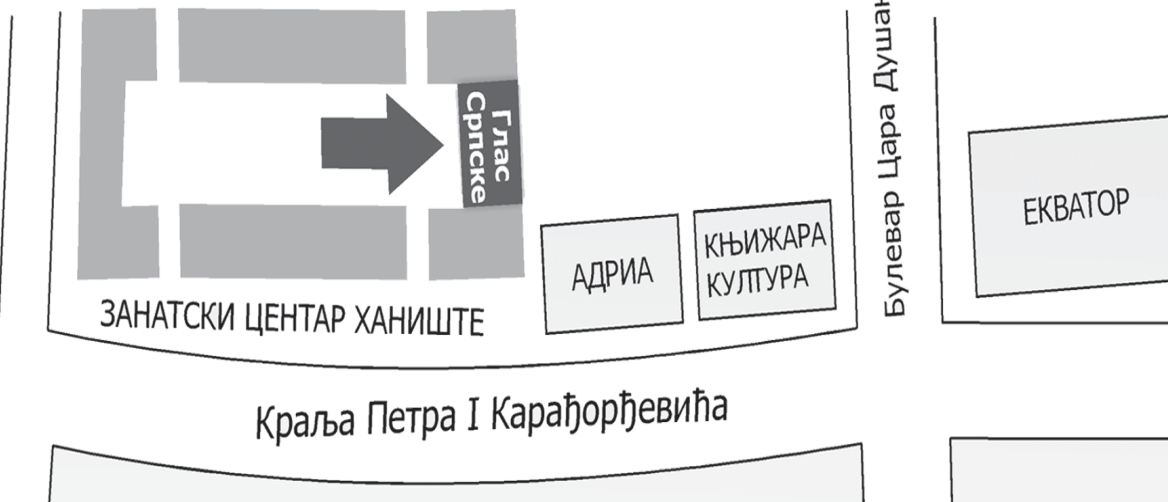 Глас
Српске
ЗАНАТСКИ ЦЕНТАР ХАНИШТЕ
АДРИА
КЊИЖАРА
КУЛТУРА
Булевар Цара Душан
ЕКВАТОР
Краља Петра I Карађорђевића